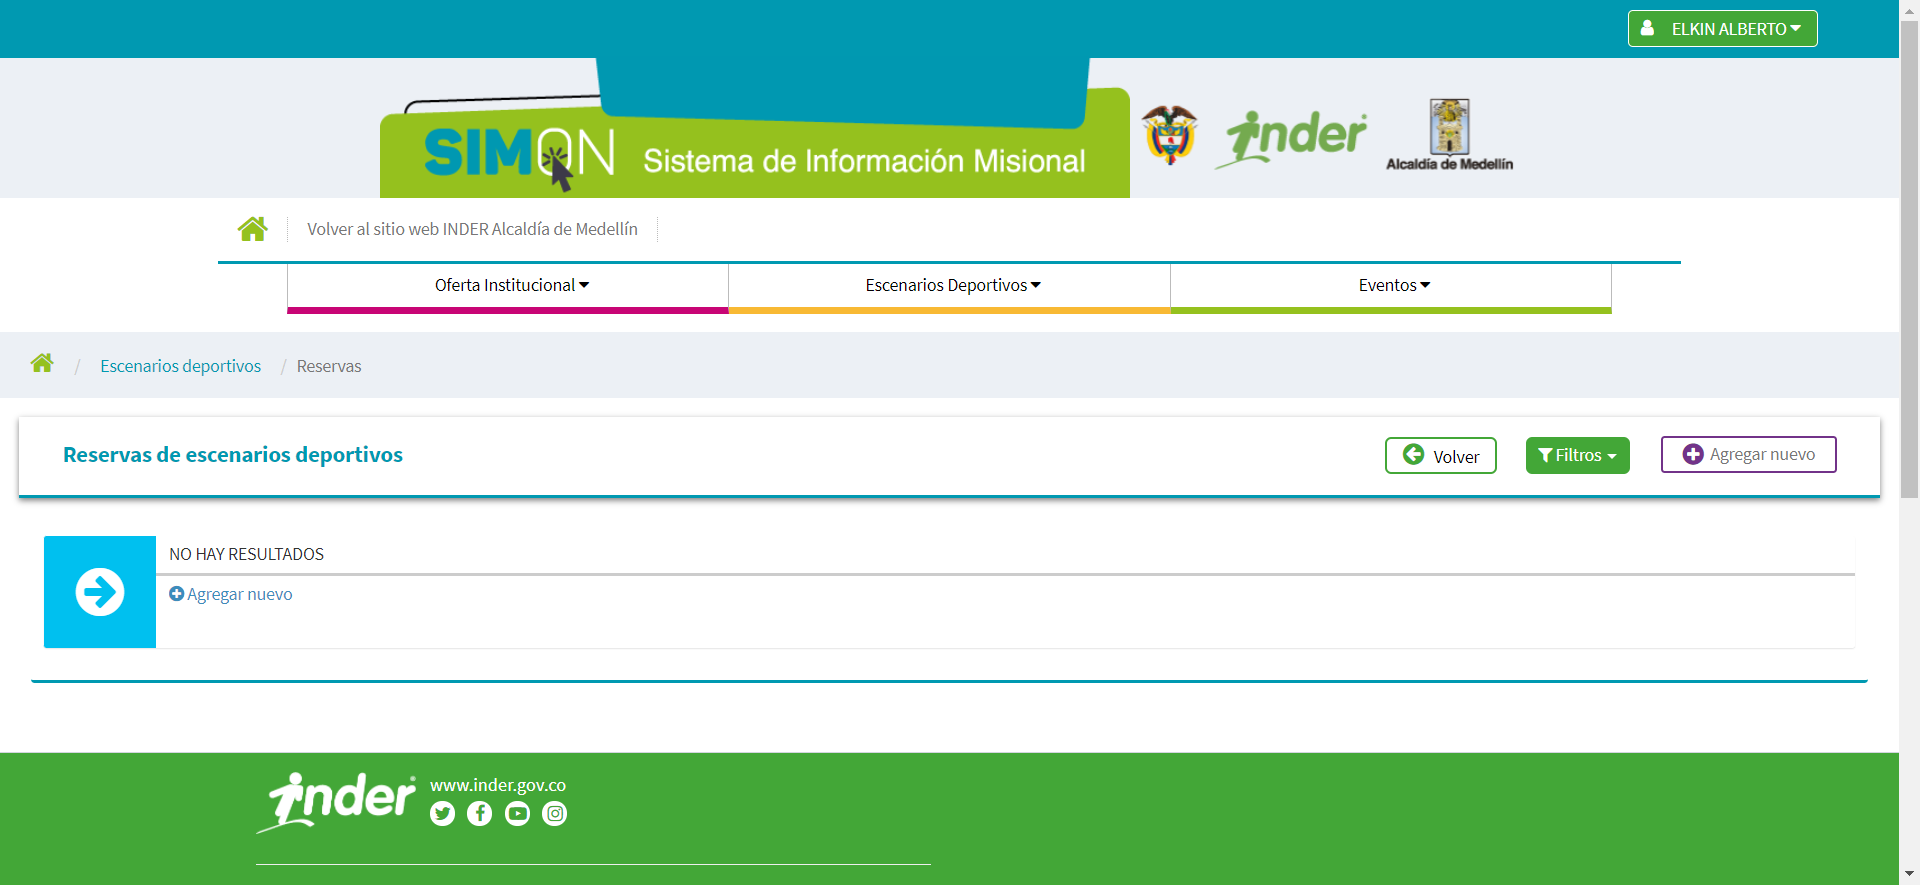 ELKIN ALBERTO
SIMON Sistema de Información Misional
inder
Alcaldía de Medellín
Volver al sitio web INDER Alcaldía de Medellín
Oferta Institucional
Escenarios Deportivos
Eventos
/ Escenarios deportivos / Reservas
Reservas de escenarios deportivos
Volver
Filtros
Agregar nuevo
NO HAY RESULTADOS
Agregar nuevo
inder
www.inder.gov.co